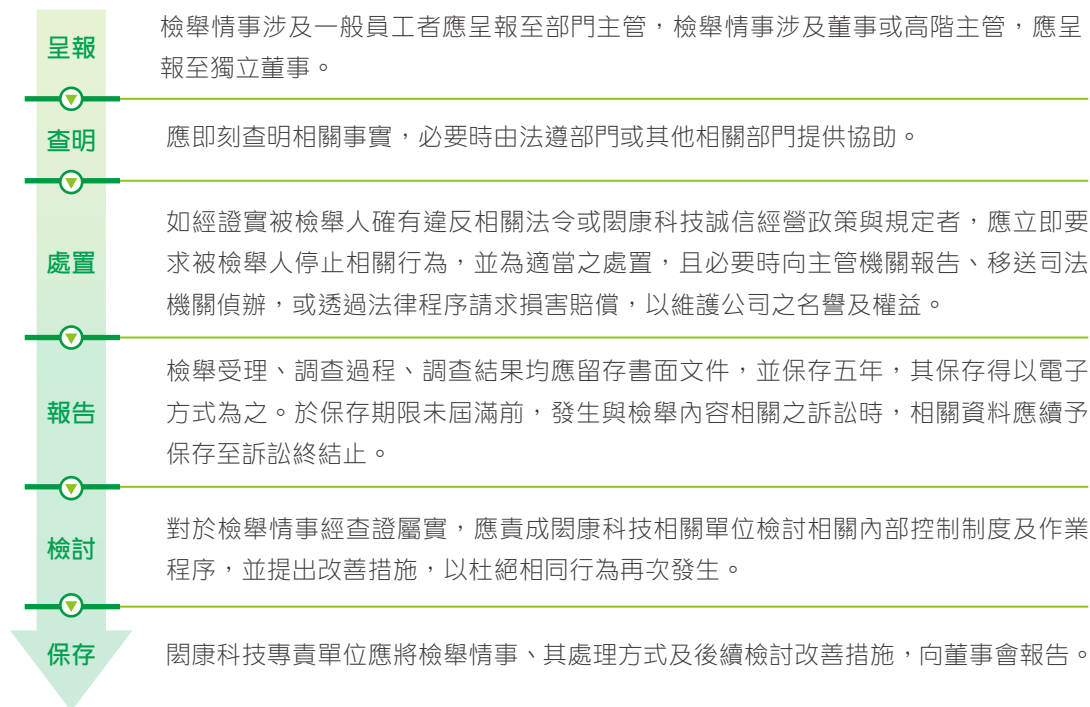 呈報
檢舉情事涉及一般員工者應呈報至部門主管，檢舉情事涉及董事或高階主管，應呈
報至獨立董事。
查明
應即刻查明相關事實，必要時由法遵部門或其他相關部門提供協助。
處置
如經證實被檢舉人確有違反相關法令或閎康科技誠信經營政策與規定者，應立即要
求被檢舉人停止相關行為，並為適當之處置，且必要時向主管機關報告、移送司法
機關偵辦，或透過法律程序請求損害賠償，以維護公司之名譽及權益。
報告
檢舉受理、調查過程、調查結果均應留存書面文件，並保存五年，其保存得以電子
方式為之。於保存期限未屆滿前，發生與檢舉內容相關之訴訟時，相關資料應續予
保存至訴訟終結止。
檢討
對於檢舉情事經查證屬實，應責成閎康科技相關單位檢討相關內部控制制度及作業
程序，並提出改善措施，以杜絕相同行為再次發生。
保存
閎康科技專責單位應將檢舉情事、其處理方式及後續檢討改善措施，向董事會報告。